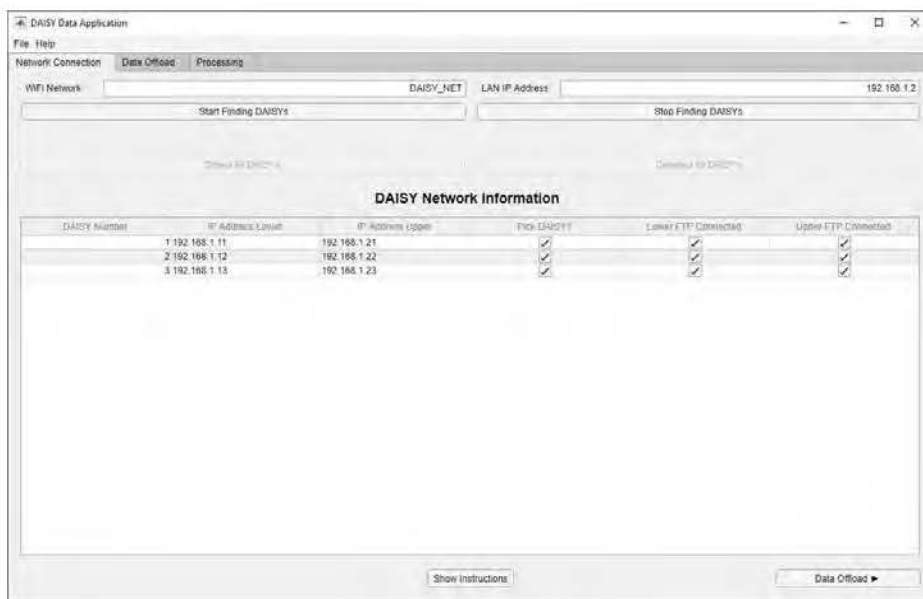 DAISY Data Application
File Help
Network Connection Data Offload Processing
WiFi Network DAISY_NET LAN IP Address 192.168.1.2
Start Finding DAISYs Stop Finding DAISYs
DAISY Network Information
DAISY Number IP Address Lower IP Address Upper Pick DAISY? Lower FTP Connected Upper FTP Connected
1 192.168.1.11 192.168.1.21
2 192.168.1.12 192.168.1.22
3 192.168.1.13 192.168.1.23
Show Instructions Data Offload ►